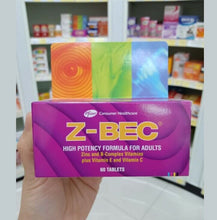 Pfizer Consumer Healthcare
Z-BEC
HIGH POTENCY FORMULA FOR ADULTS
Zinc and B-Complex Vitamins
plus Vitamin E and Vitamin C
60 TABLETS